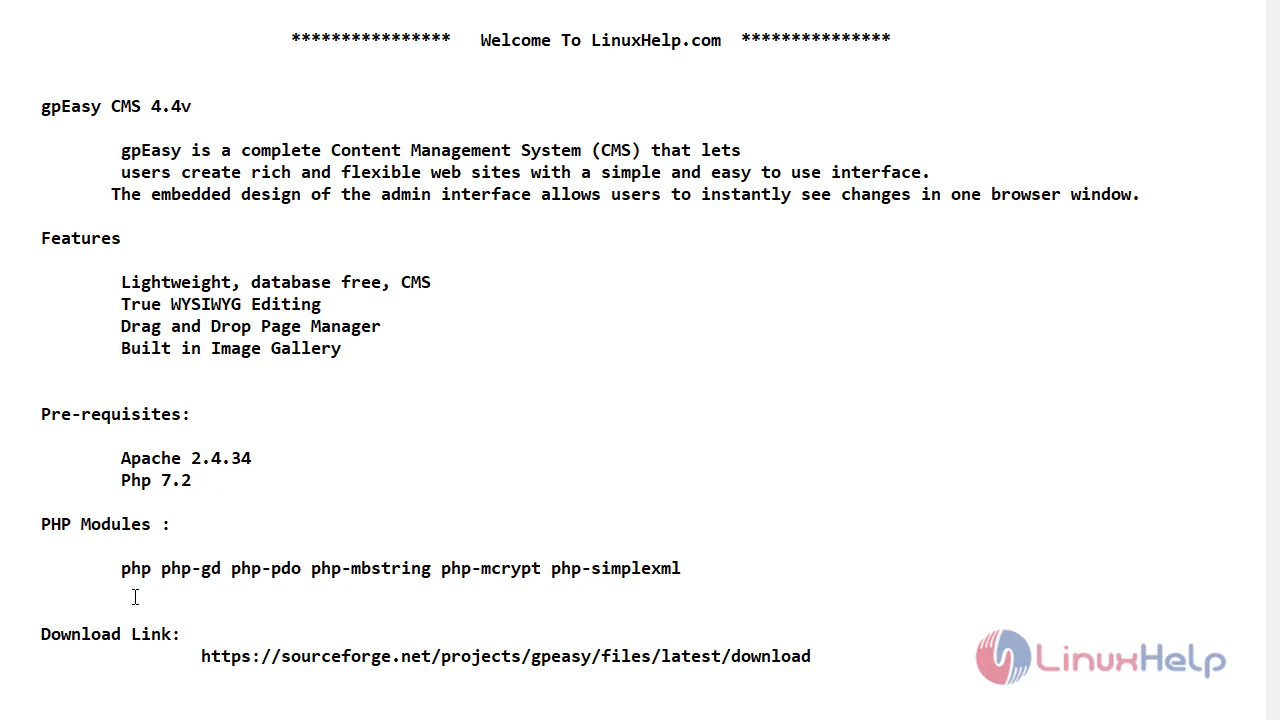 **************** Welcome To LinuxHelp.com ***************
gpEasy CMS 4.4v
gpEasy is a complete Content Management System (CMS) that lets
users create rich and flexible web sites with a simple and easy to use interface.
The embedded design of the admin interface allows users to instantly see changes in one browser window.
Features
Lightweight, database free, CMS
True WYSIWYG Editing
Drag and Drop Page Manager
Built in Image Gallery
Pre-requisites:
Apache 2.4.34
Php 7.2
PHP Modules :
php php-gd php-pdo php-mbstring php-mcrypt php-simplexml
Download Link:
https://sourceforge.net/projects/gpeasy/files/latest/download
LinuxHelp